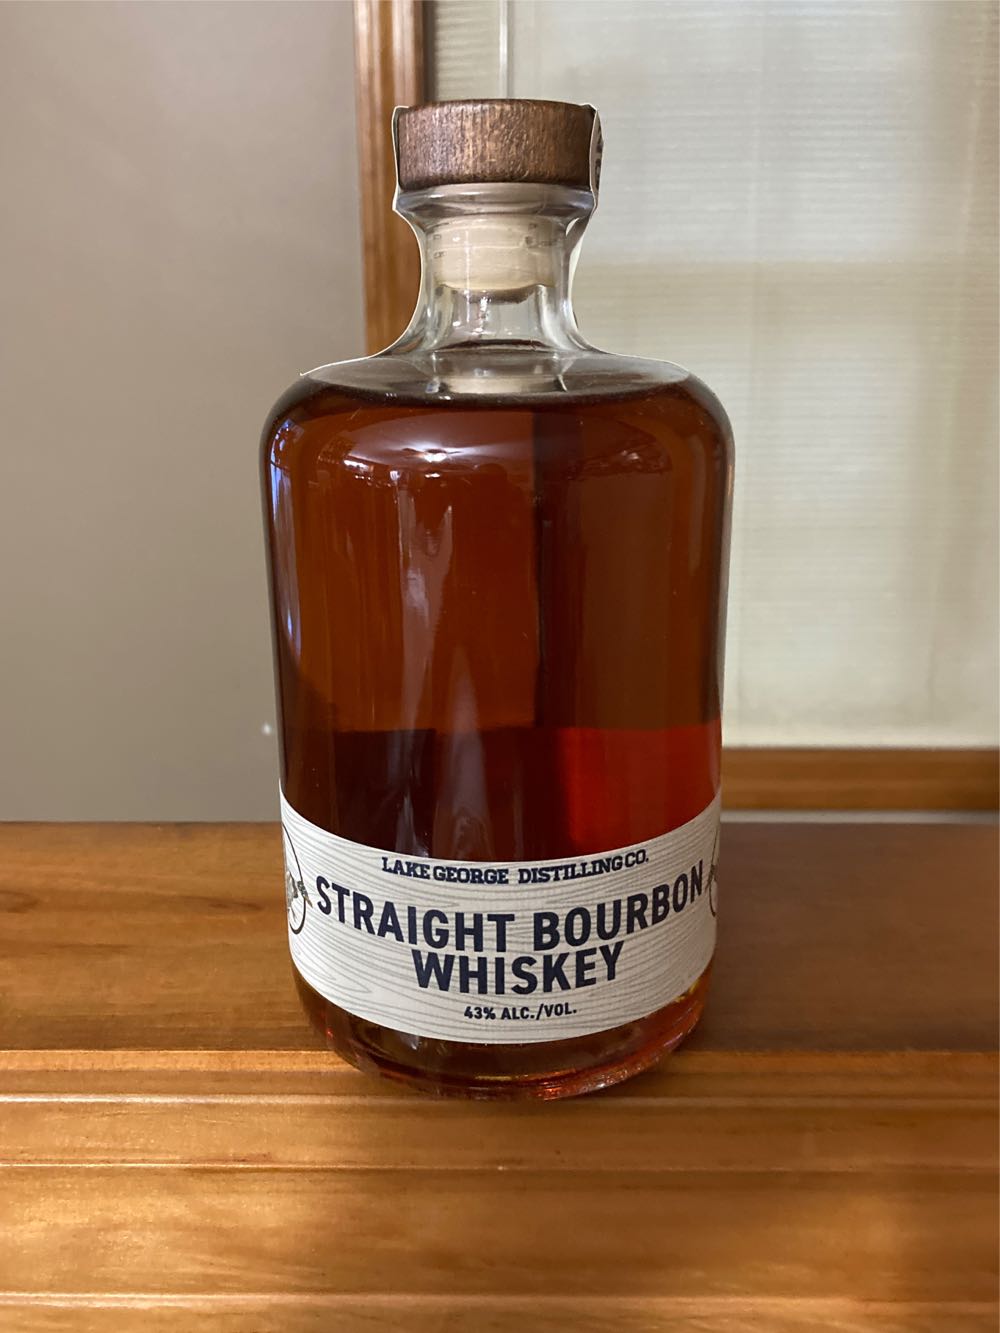 LAKE GEORGE DISTILLING CO.
STRAIGHT BOURBON
WHISKEY
43% ALC./VOL.